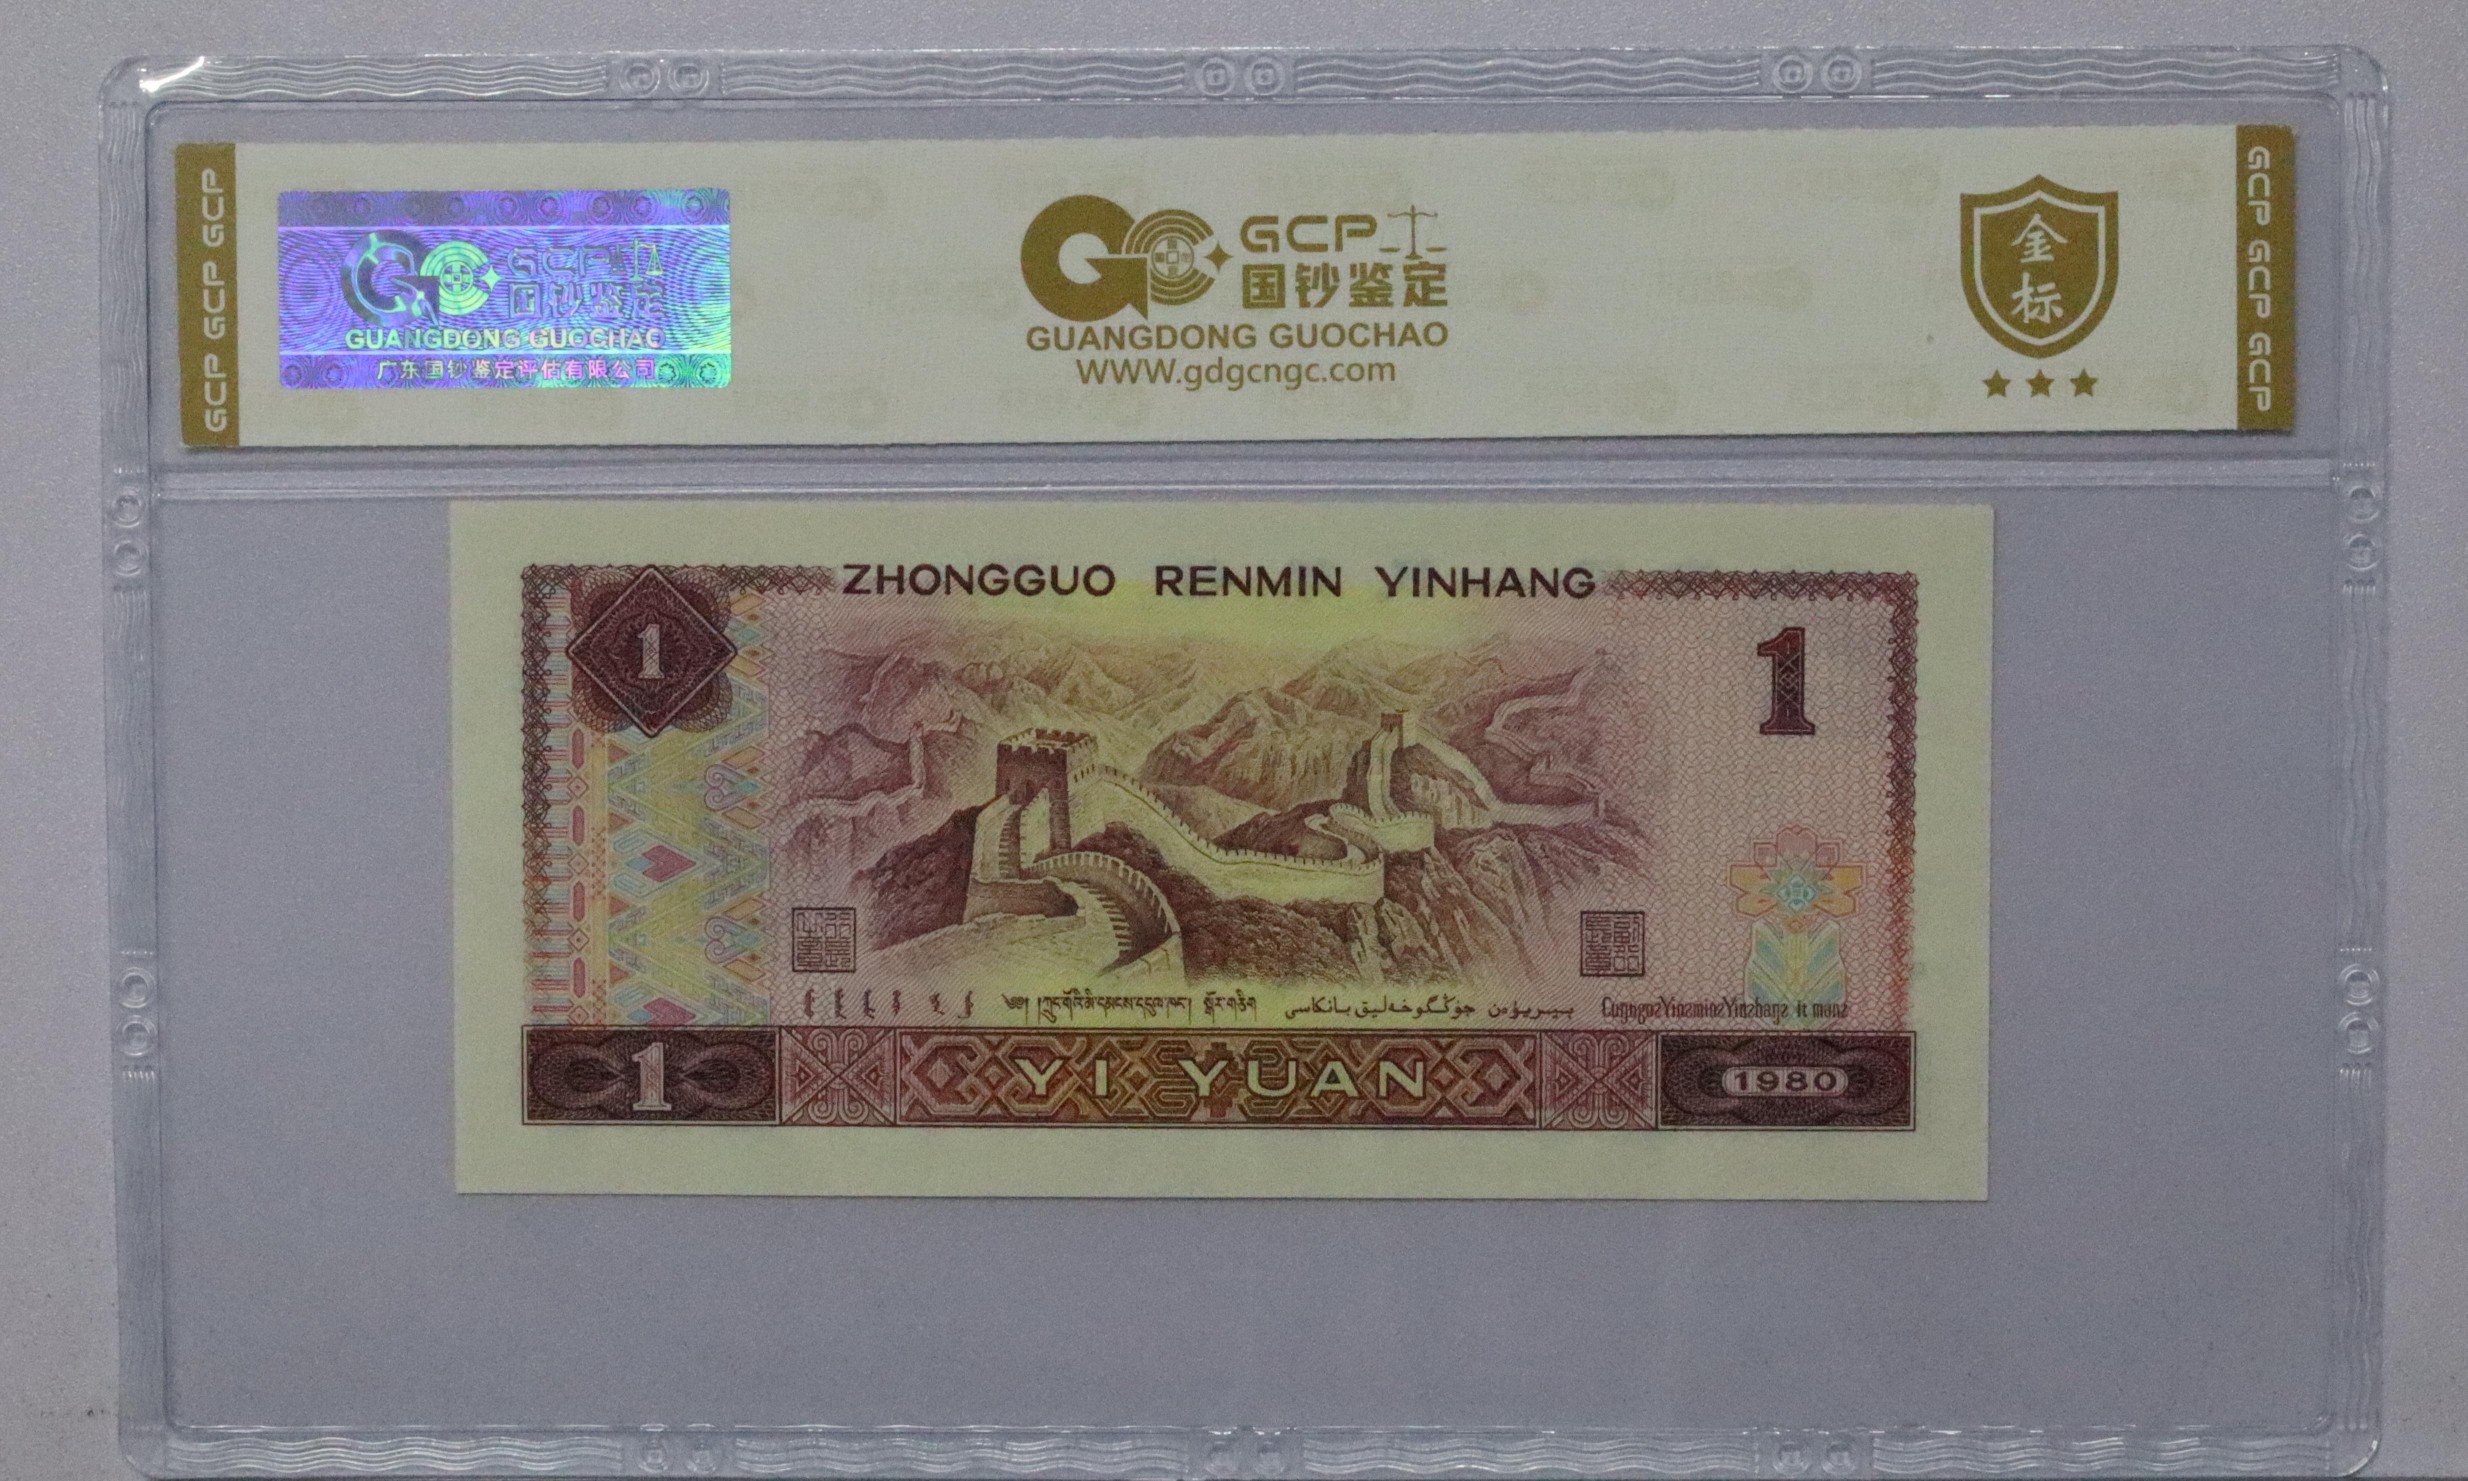 GCP GCP GCP
GCP 国钞鉴定
GUANGDONG GUOCHAO
广东国钞鉴定评估有限公司
GCP
国钞鉴定
GUANGDONG GUOCHAO
WWW.gdgcngc.com
金
标
GCP GCP GCP
ZHONGGUO RENMIN YINHANG
1
1
1
YI YUAN
1980